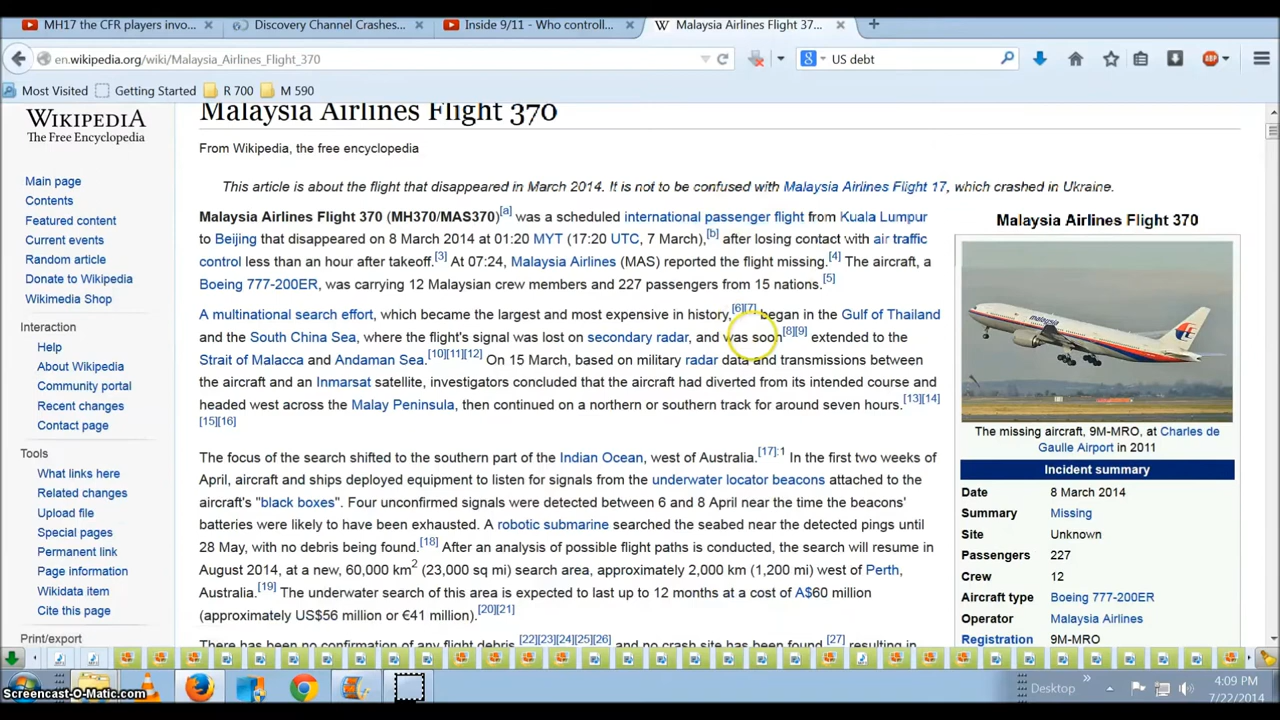 MH17 the CFR players invo...
Discovery Channel Crashes...
Inside 9/11 - Who controll...
Malaysia Airlines Flight 37...
en.wikipedia.org/wiki/Malaysia_Airlines_Flight_370
US debt
Most Visited
Getting Started
R 700
M 590
WIKIPEDIA
The Free Encyclopedia
Main page
Contents
Featured content
Current events
Random article
Donate to Wikipedia
Wikimedia Shop
Interaction
Help
About Wikipedia
Community portal
Recent changes
Contact page
Tools
What links here
Upload file
Special pages
Permanent link
Page information
Wikidata item
Cite this page
Print/export
Malaysia Airlines Flight 370
From Wikipedia, the free encyclopedia
This article is about the flight that disappeared in March 2014. It is not to be confused with Malaysia Airlines Flight 17, which crashed in Ukraine.
Malaysia Airlines Flight 370 (MH370/MAS370)[a] was a scheduled international passenger flight from Kuala Lumpur
to Beijing that disappeared on 8 March 2014 at 01:20 MYT (17:20 UTC, 7 March),[b] after losing contact with air traffic
control less than an hour after takeoff.[3] At 07:24, Malaysia Airlines (MAS) reported the flight missing.[4] The aircraft, a
Boeing 777-200ER, was carrying 12 Malaysian crew members and 227 passengers from 15 nations.[5]
A multinational search effort, which became the largest and most expensive in history,[6][7] began in the Gulf of Thailand
and the South China Sea, where the flight's signal was lost on secondary radar, and was soon[8][9] extended to the
Strait of Malacca and Andaman Sea.[10][11][12] On 15 March, based on military radar data and transmissions between
the aircraft and an Inmarsat satellite, investigators concluded that the aircraft had diverted from its intended course and
headed west across the Malay Peninsula, then continued on a northern or southern track for around seven hours.[13][14]
[15][16]
The focus of the search shifted to the southern part of the Indian Ocean, west of Australia.[17]:1 In the first two weeks of
April, aircraft and ships deployed equipment to listen for signals from the underwater locator beacons attached to the
aircraft's "black boxes". Four unconfirmed signals were detected between 6 and 8 April near the time the beacons'
batteries were likely to have been exhausted. A robotic submarine searched the seabed near the detected pings until
28 May, with no debris being found.[18] After an analysis of possible flight paths is conducted, the search will resume in
August 2014, at a new, 60,000 km2 (23,000 sq mi) search area, approximately 2,000 km (1,200 mi) west of Perth,
Australia.[19] The underwater search of this area is expected to last up to 12 months at a cost of A$60 million
(approximately US$56 million or €41 million).[20][21]
There has been no confirmation of any flight debris [22][23][24][25][26] and no crash site has been found [27] resulting in
Malaysia Airlines Flight 370
malaysia
The missing aircraft, 9M-MRO, at Charles de
Gaulle Airport in 2011
Incident summary
Date 8 March 2014
Summary Missing
Site Unknown
Passengers 227
Crew 12
Aircraft type Boeing 777-200ER
Operator Malaysia Airlines
Registration 9M-MRO
Screencast-O-Matic.com
Desktop
4:09 PM
7/22/2014